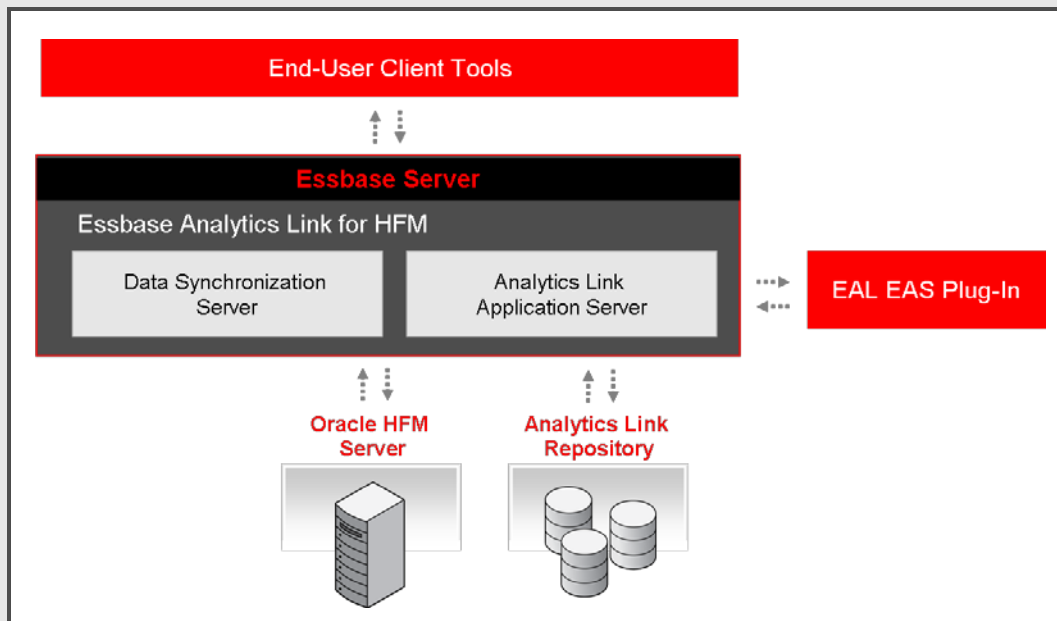 End-User Client Tools
Essbase Server
Essbase Analytics Link for HFM
Data Synchronization
Server
Analytics Link
Application Server
EAL EAS Plug-In
Oracle HFM
Server
Analytics Link
Repository